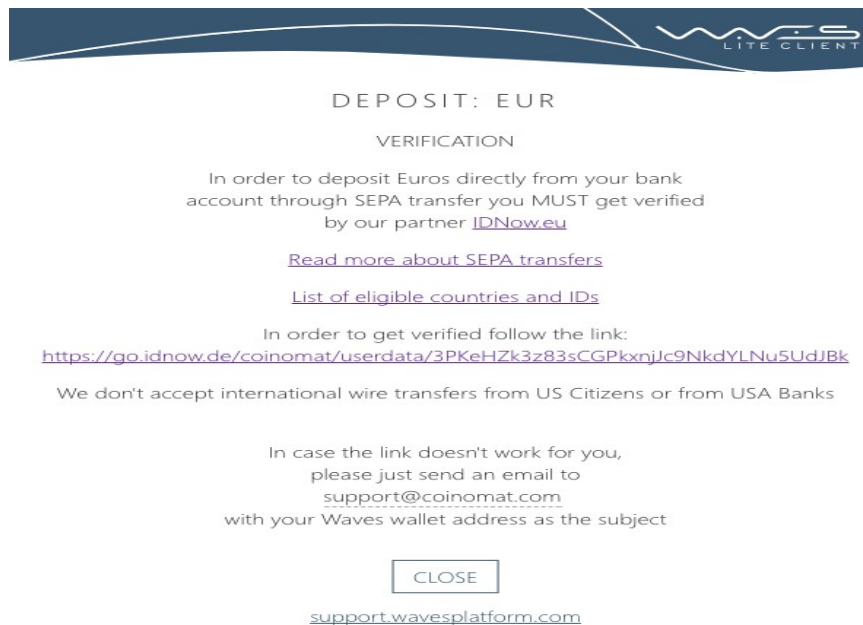 WAVES
LITE CLIENT
DEPOSIT: EUR
VERIFICATION
In order to deposit Euros directly from your bank
account through SEPA transfer you MUST get verified
by our partner IDNow.eu
Read more about SEPA transfers
List of eligible countries and IDs
In order to get verified follow the link:
https://go.idnow.de/coinomat/userdata/3PKeHZk3z83sCGPkxnjJc9NkdYLNu5UdJBk
We don't accept international wire transfers from US Citizens or from USA Banks
In case the link doesn't work for you,
please just send an email to
support@coinomat.com
with your Waves wallet address as the subject
CLOSE
support.wavesplatform.com